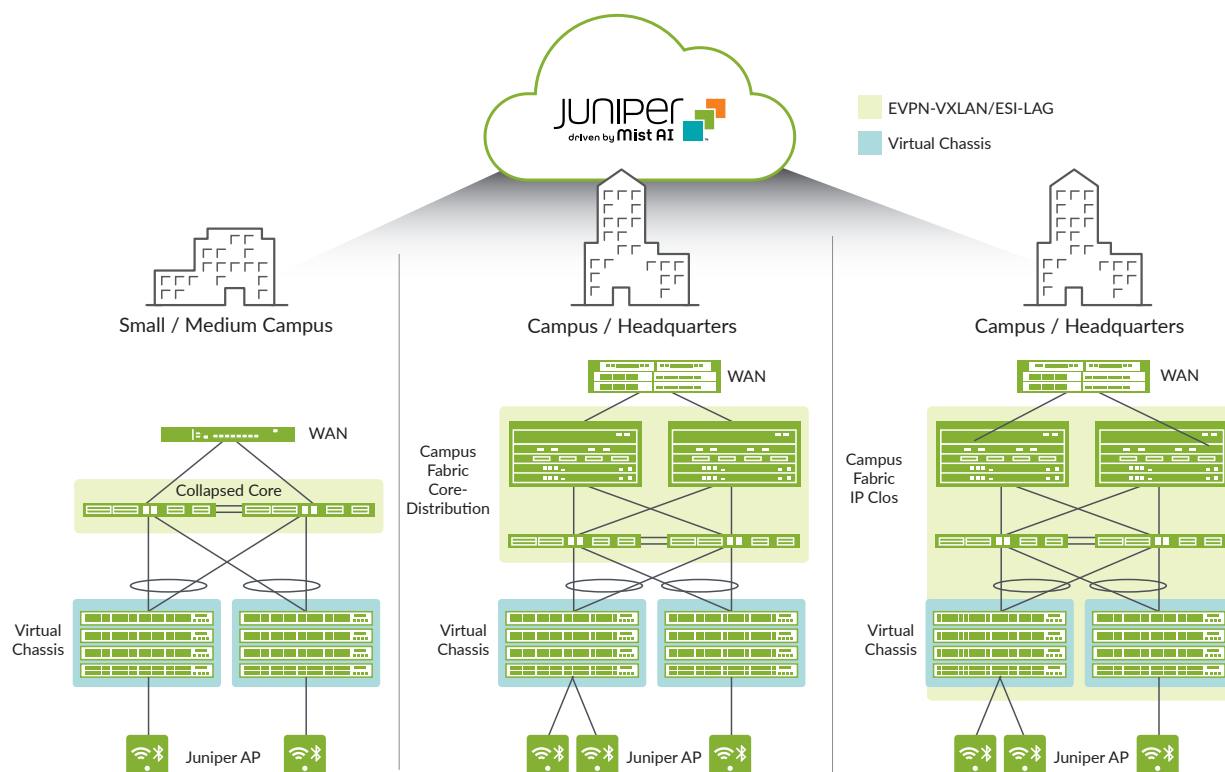 JUNIPER
driven by Mist AI
™
EVPN-VXLAN/ESI-LAG
Virtual Chassis
Small / Medium Campus
Campus / Headquarters
Campus / Headquarters
WAN
Collapsed Core
Virtual
Chassis
Juniper AP
WAN
Campus
Fabric
Core-
Distribution
Virtual
Chassis
Juniper AP
WAN
Campus
Fabric
IP Clos
Virtual
Chassis
Juniper AP